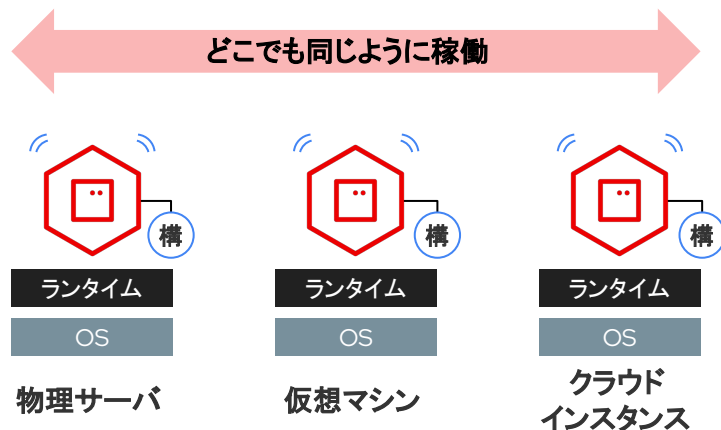 どこでも同じように稼働
構
構
構
ランタイム
ランタイム
ランタイム
OS
OS
OS
物理サーバ
仮想マシン
クラウド
インスタンス